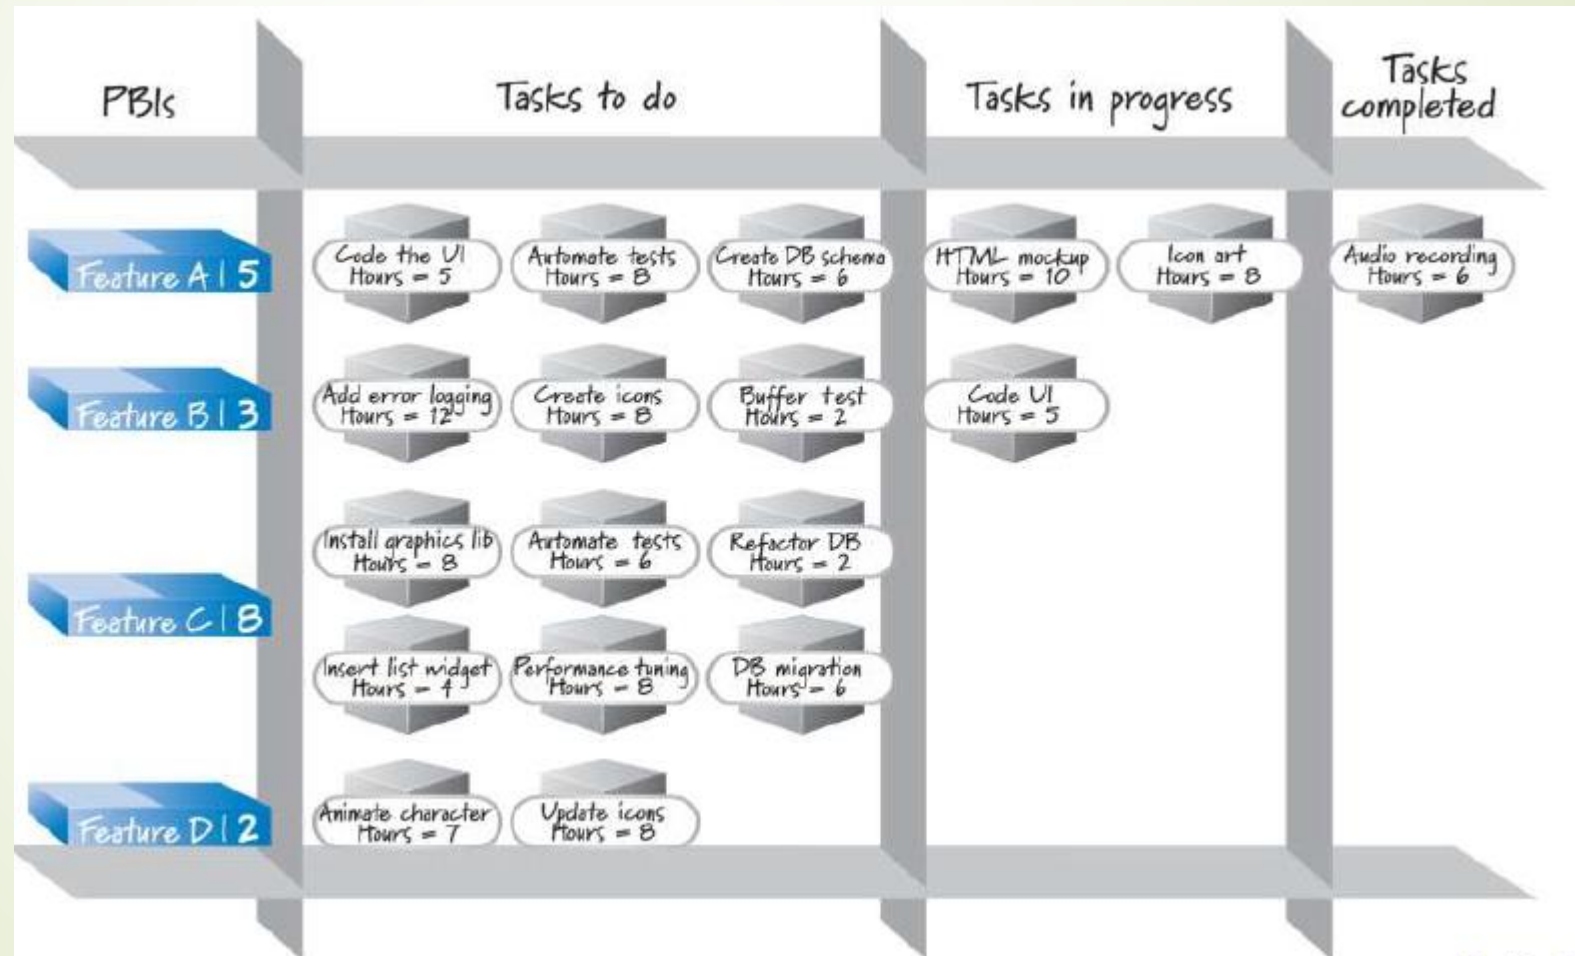 PBIs
Tasks to do
Tasks in progress
Tasks
completed
Feature A | 5
Code the UI
Hours = 5
Automate tests
Hours = 8
Create DB schema
Hours = 6
HTML mockup
Hours = 10
Icon art
Hours = 8
Audio recording
Hours = 6
Feature B | 3
Add error logging
Hours = 12
Create icons
Hours = 8
Buffer test
Hours = 2
Code UI
Hours = 5
Feature C | 8
Install graphics lib
Hours = 8
Automate tests
Hours = 6
Refactor DB
Hours = 2
Insert list widget
Hours = 4
Performance tuning
Hours = 8
DB migration
Hours = 6
Feature D | 2
Animate character
Hours = 7
Update icons
Hours = 8